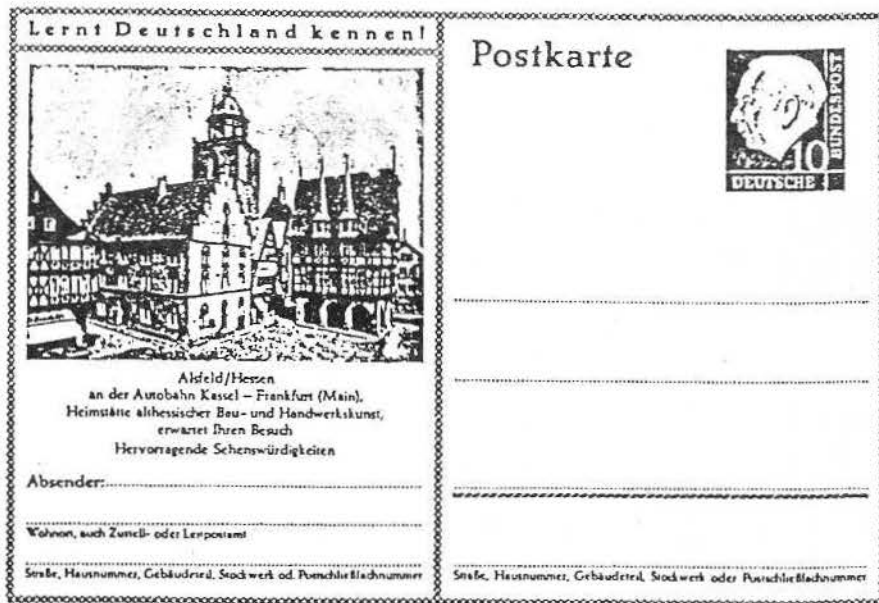 Lernt Deutschland kennen!
Alsfeld/Hessen
an der Autobahn Kassel – Frankfurt (Main),
Heimstätte althessischer Bau- und Handwerkskunst,
erwartet Ihren Besuch
Hervorragende Sehenswürdigkeiten
Absender:
Wohnort, auch Zustell- oder Leitpostamt
Straße, Hausnummer, Gebäudeteil, Stockwerk od. Postschließfachnummer
Postkarte
10
DEUTSCHE
BUNDESPOST
Straße, Hausnummer, Gebäudeteil, Stockwerk oder Postschließfachnummer